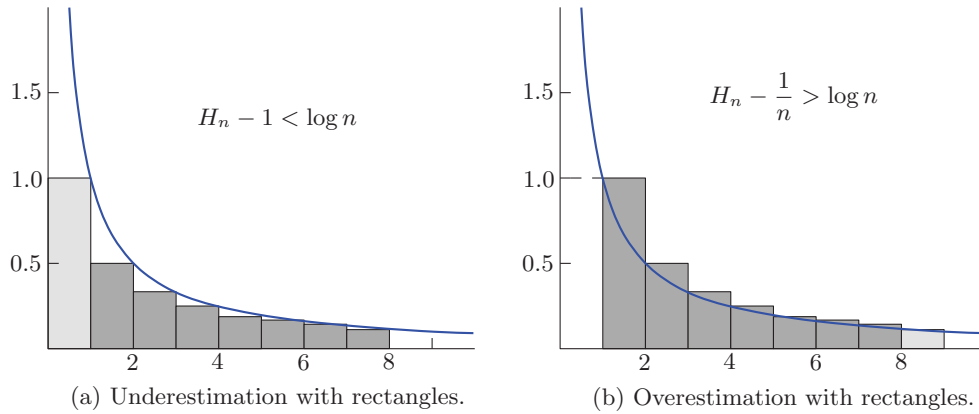 1.5
1.0
0.5
2 4 6 8
H_n − 1 < log n
(a) Underestimation with rectangles.
1.5
1.0
0.5
2 4 6 8
H_n − 1/n > log n
(b) Overestimation with rectangles.